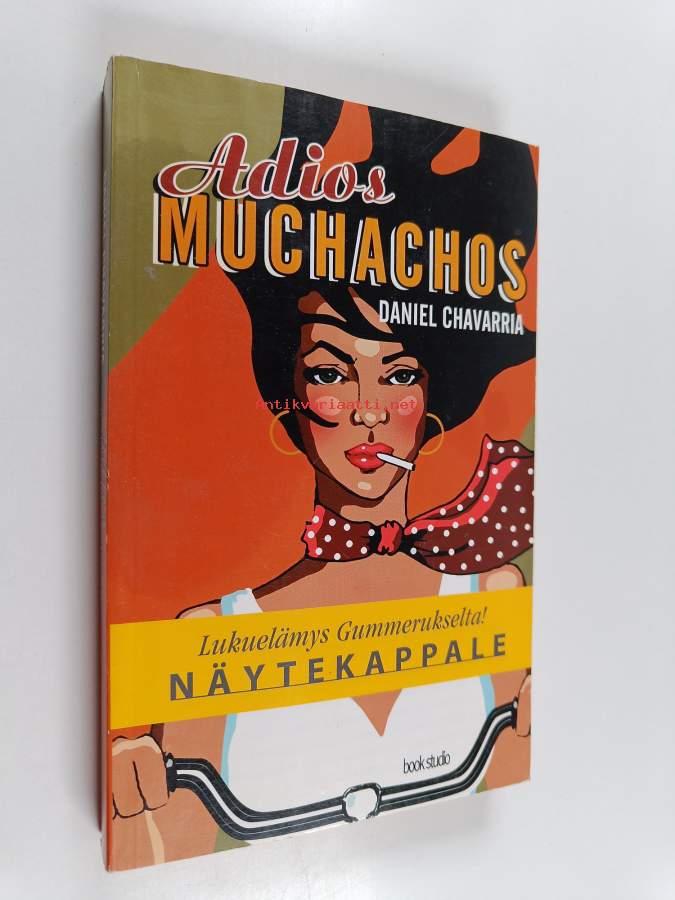 Adios
MUCHACHOS
DANIEL CHAVARRIA
Antikvariaatti.net
Lukuelämys Gummerukselta!
NÄYTEKAPPALE
book studio